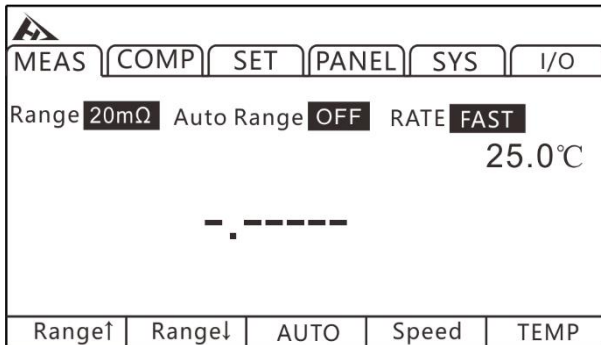 MEAS COMP SET PANEL SYS I/O
Range 20mΩ Auto Range OFF RATE FAST
25.0℃
-.-----
Range↑ Range↓ AUTO Speed TEMP